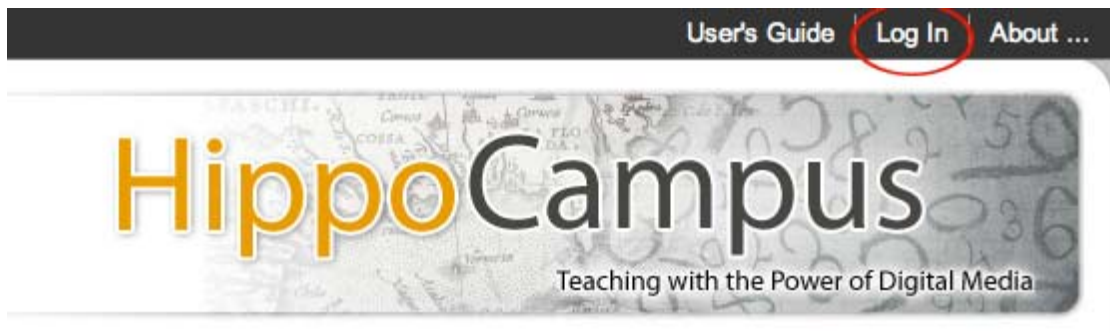 User's Guide Log In About ...
HippoCampus
Teaching with the Power of Digital Media